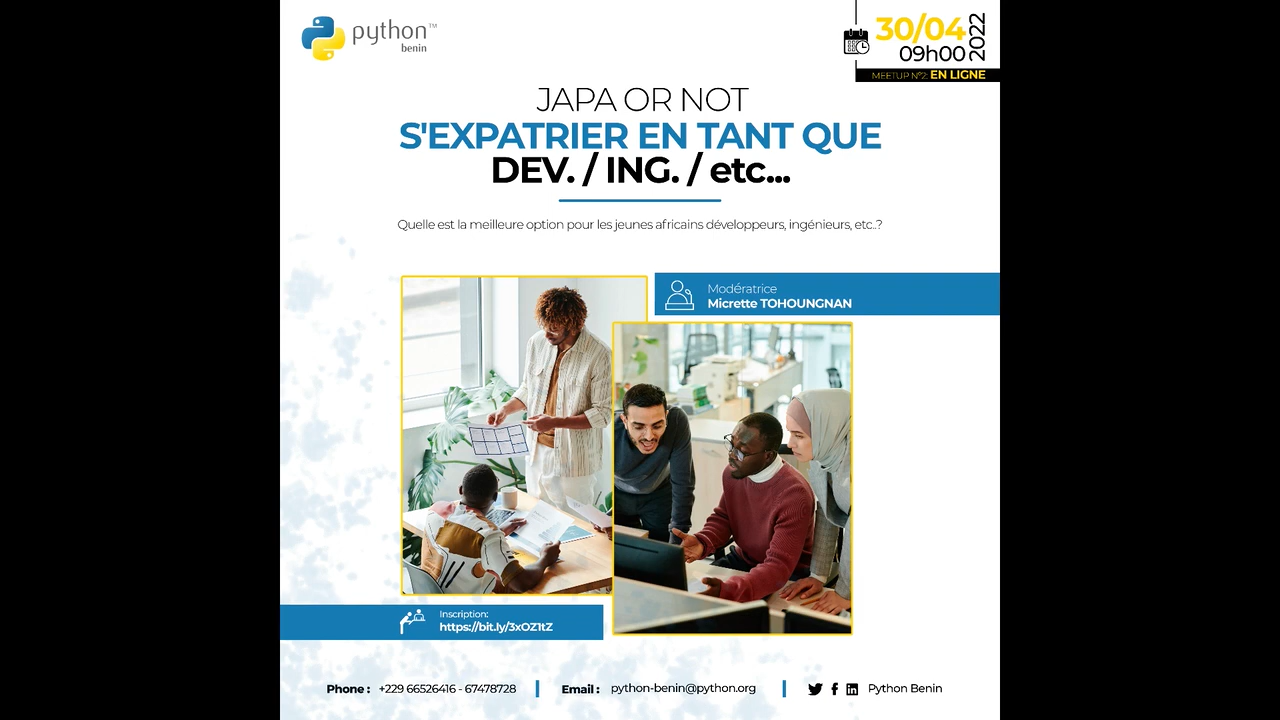 python™
benin
30/04
09h00
2022
MEETUP N°2: EN LIGNE
JAPA OR NOT
S'EXPATRIER EN TANT QUE
DEV. / ING. / etc...
Quelle est la meilleure option pour les jeunes africains développeurs, ingénieurs, etc..?
Modératrice
Micrette TOHOUNGNAN
Inscription:
https://bit.ly/3xOZ1tZ
Phone : +229 66526416 - 67478728
Email : python-benin@python.org
Python Benin